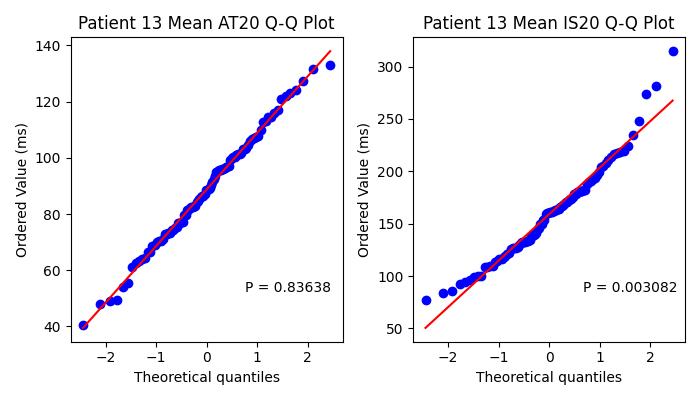 Patient 13 Mean AT20 Q-Q Plot
Ordered Value (ms)
140
120
100
80
60
40
P = 0.83638
−2 −1 0 1 2
Theoretical quantiles
Patient 13 Mean IS20 Q-Q Plot
Ordered Value (ms)
300
250
200
150
100
50
P = 0.003082
−2 −1 0 1 2
Theoretical quantiles